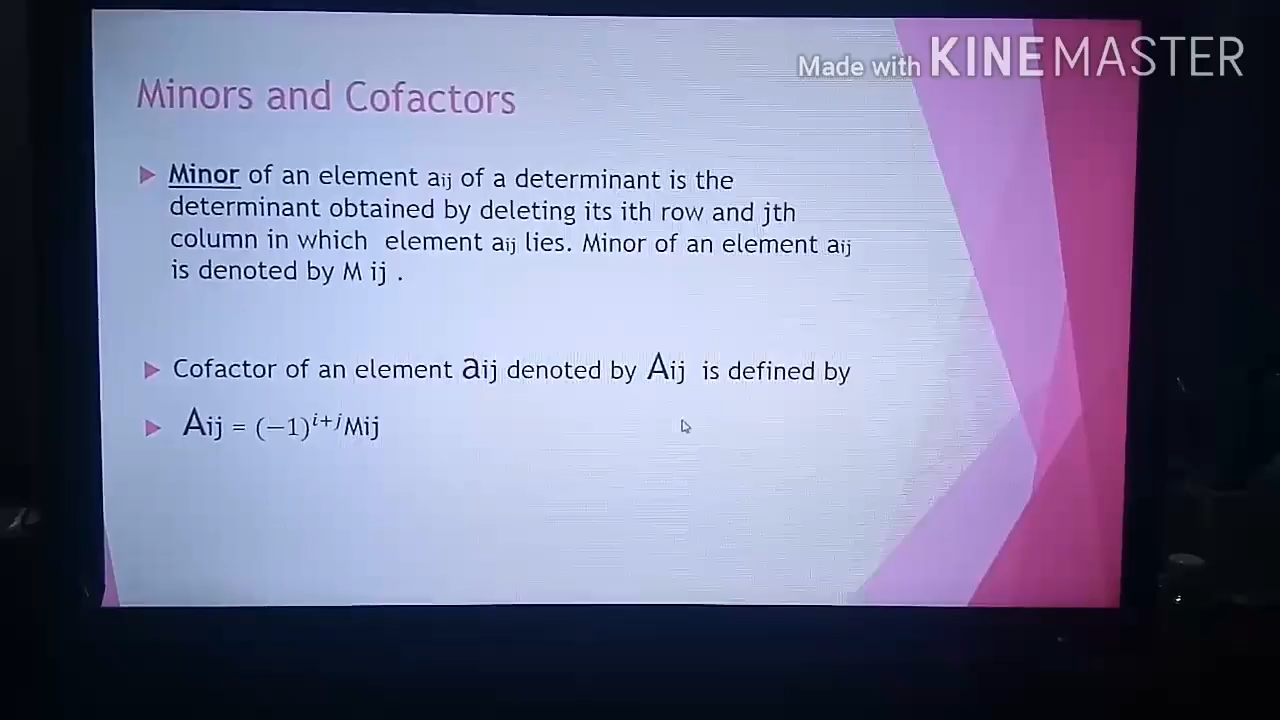 Made with KINEMASTER
Minors and Cofactors
Minor of an element aij of a determinant is the
determinant obtained by deleting its ith row and jth
column in which element aij lies. Minor of an element aij
is denoted by M ij .
Cofactor of an element aij denoted by Aij is defined by
Aij = (−1)^{i+j}Mij